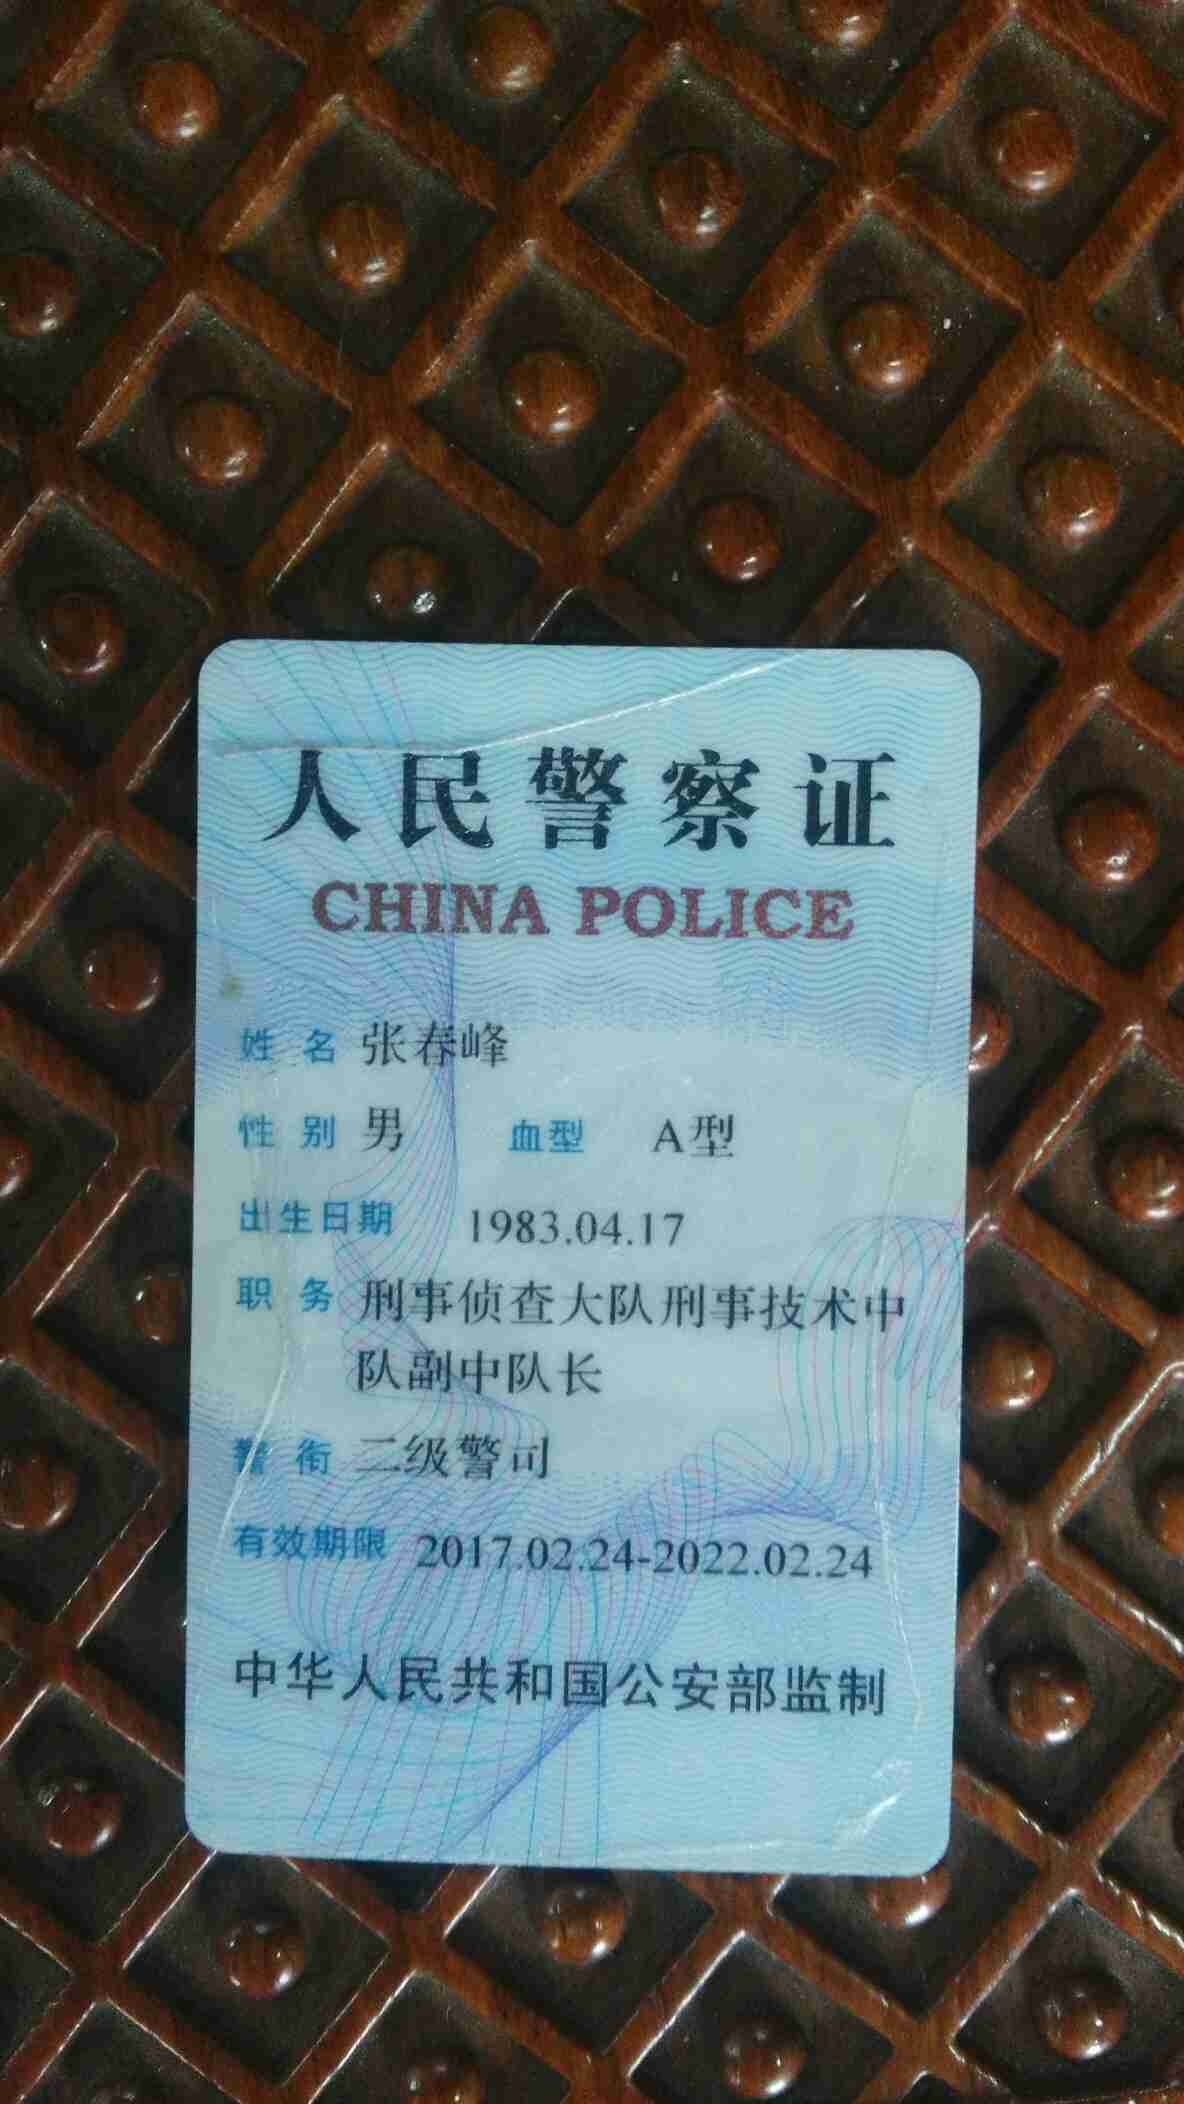 人民警察证
CHINA POLICE
姓 名 张春峰
性 别 男 血型 A型
出生日期 1983.04.17
职 务 刑事侦查大队刑事技术中
队副中队长
警 衔 二级警司
有效期限 2017.02.24-2022.02.24
中华人民共和国公安部监制